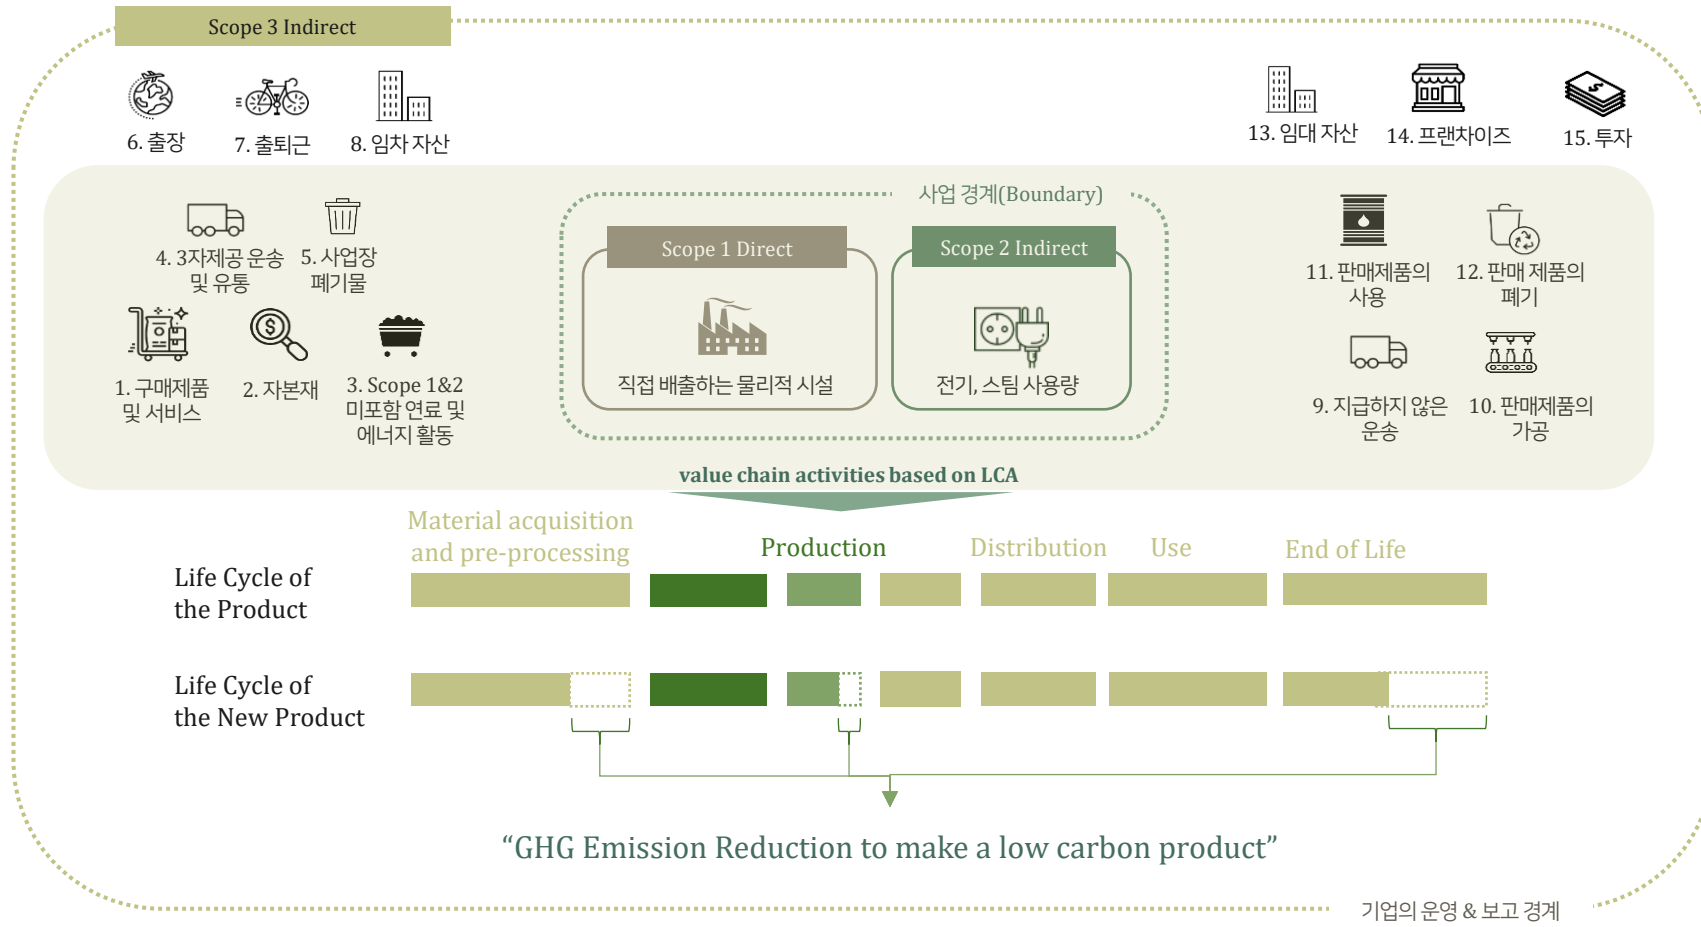 Scope 3 Indirect
6. 출장
7. 출퇴근
8. 임차 자산
13. 임대 자산
14. 프랜차이즈
15. 투자
사업 경계(Boundary)
4. 3자제공 운송
및 유통
5. 사업장
폐기물
1. 구매제품
및 서비스
2. 자본재
3. Scope 1&2
미포함 연료 및
에너지 활동
Scope 1 Direct
직접 배출하는 물리적 시설
Scope 2 Indirect
전기, 스팀 사용량
11. 판매제품의
사용
12. 판매 제품의
폐기
9. 지급하지 않은
운송
10. 판매제품의
가공
value chain activities based on LCA
Material acquisition
and pre-processing
Production
Distribution
Use
End of Life
Life Cycle of
the Product
Life Cycle of
the New Product
“GHG Emission Reduction to make a low carbon product”
기업의 운영 & 보고 경계